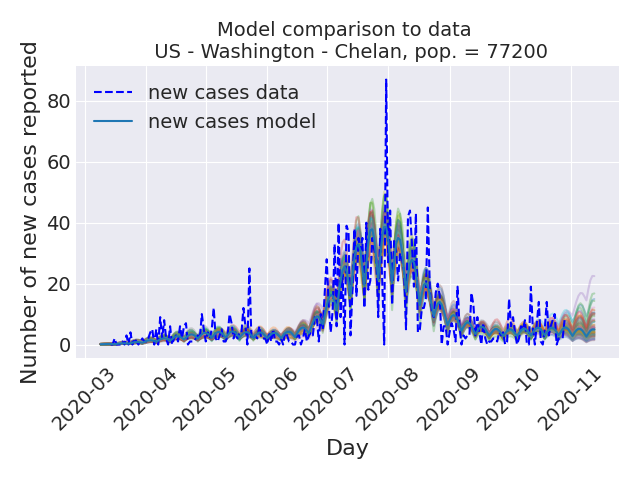 Model comparison to data
US - Washington - Chelan, pop. = 77200
Number of new cases reported
80
60
40
20
0
new cases data
new cases model
2020-03
2020-04
2020-05
2020-06
2020-07
2020-08
2020-09
2020-10
2020-11
Day